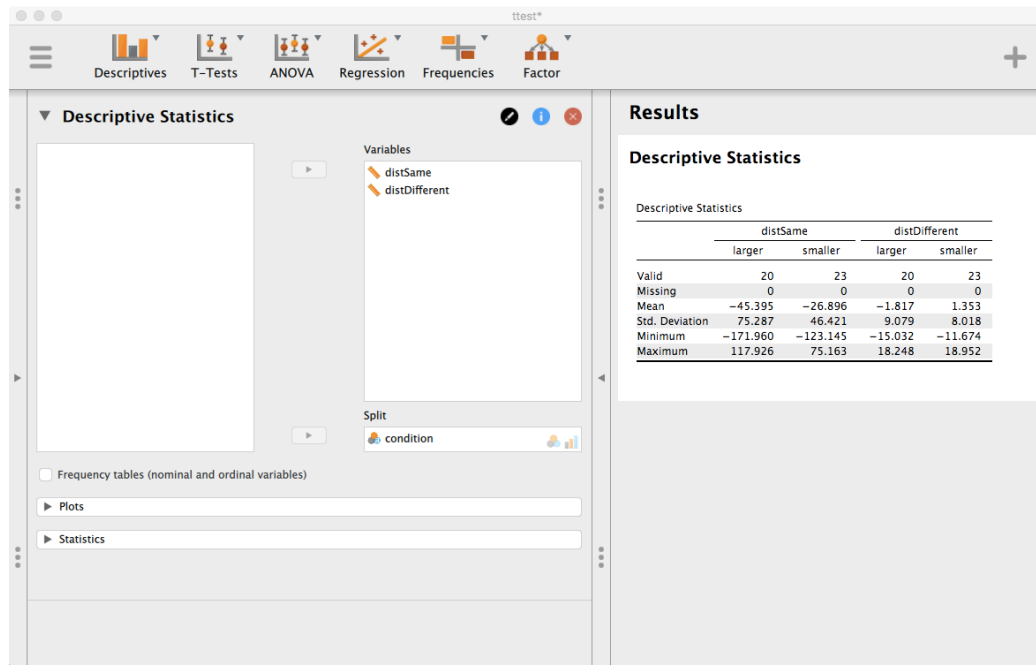 ttest*
Descriptives T-Tests ANOVA Regression Frequencies Factor
Descriptive Statistics
Variables
distSame
distDifferent
Split
condition
Frequency tables (nominal and ordinal variables)
Plots
Statistics
Results
Descriptive Statistics
Descriptive Statistics
distSame distDifferent
larger smaller larger smaller
Valid 20 23 20 23
Missing 0 0 0 0
Mean −45.395 −26.896 −1.817 1.353
Std. Deviation 75.287 46.421 9.079 8.018
Minimum −171.960 −123.145 −15.032 −11.674
Maximum 117.926 75.163 18.248 18.952